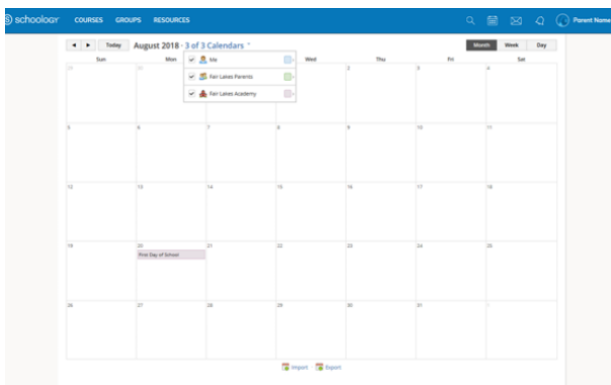 schoology COURSES GROUPS RESOURCES Parent Name
Today August 2018 · 3 of 3 Calendars Month Week Day
Sun Mon Wed Thu Fri Sat
Me
Fair Lakes Parents
Fair Lakes Academy
29 30 2 3 4
5 6 7 8 9 10 11
12 13 14 15 16 17 18
19 20 21 22 23 24 25
First Day of School
26 27 28 29 30 31
Import Export